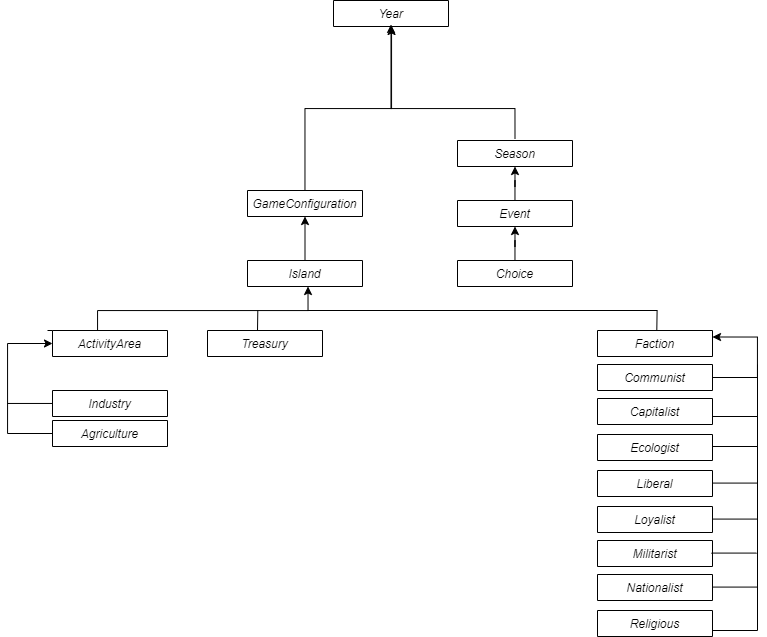 Year
Season
GameConfiguration
Event
Island
Choice
ActivityArea
Treasury
Faction
Communist
Industry
Capitalist
Agriculture
Ecologist
Liberal
Loyalist
Militarist
Nationalist
Religious